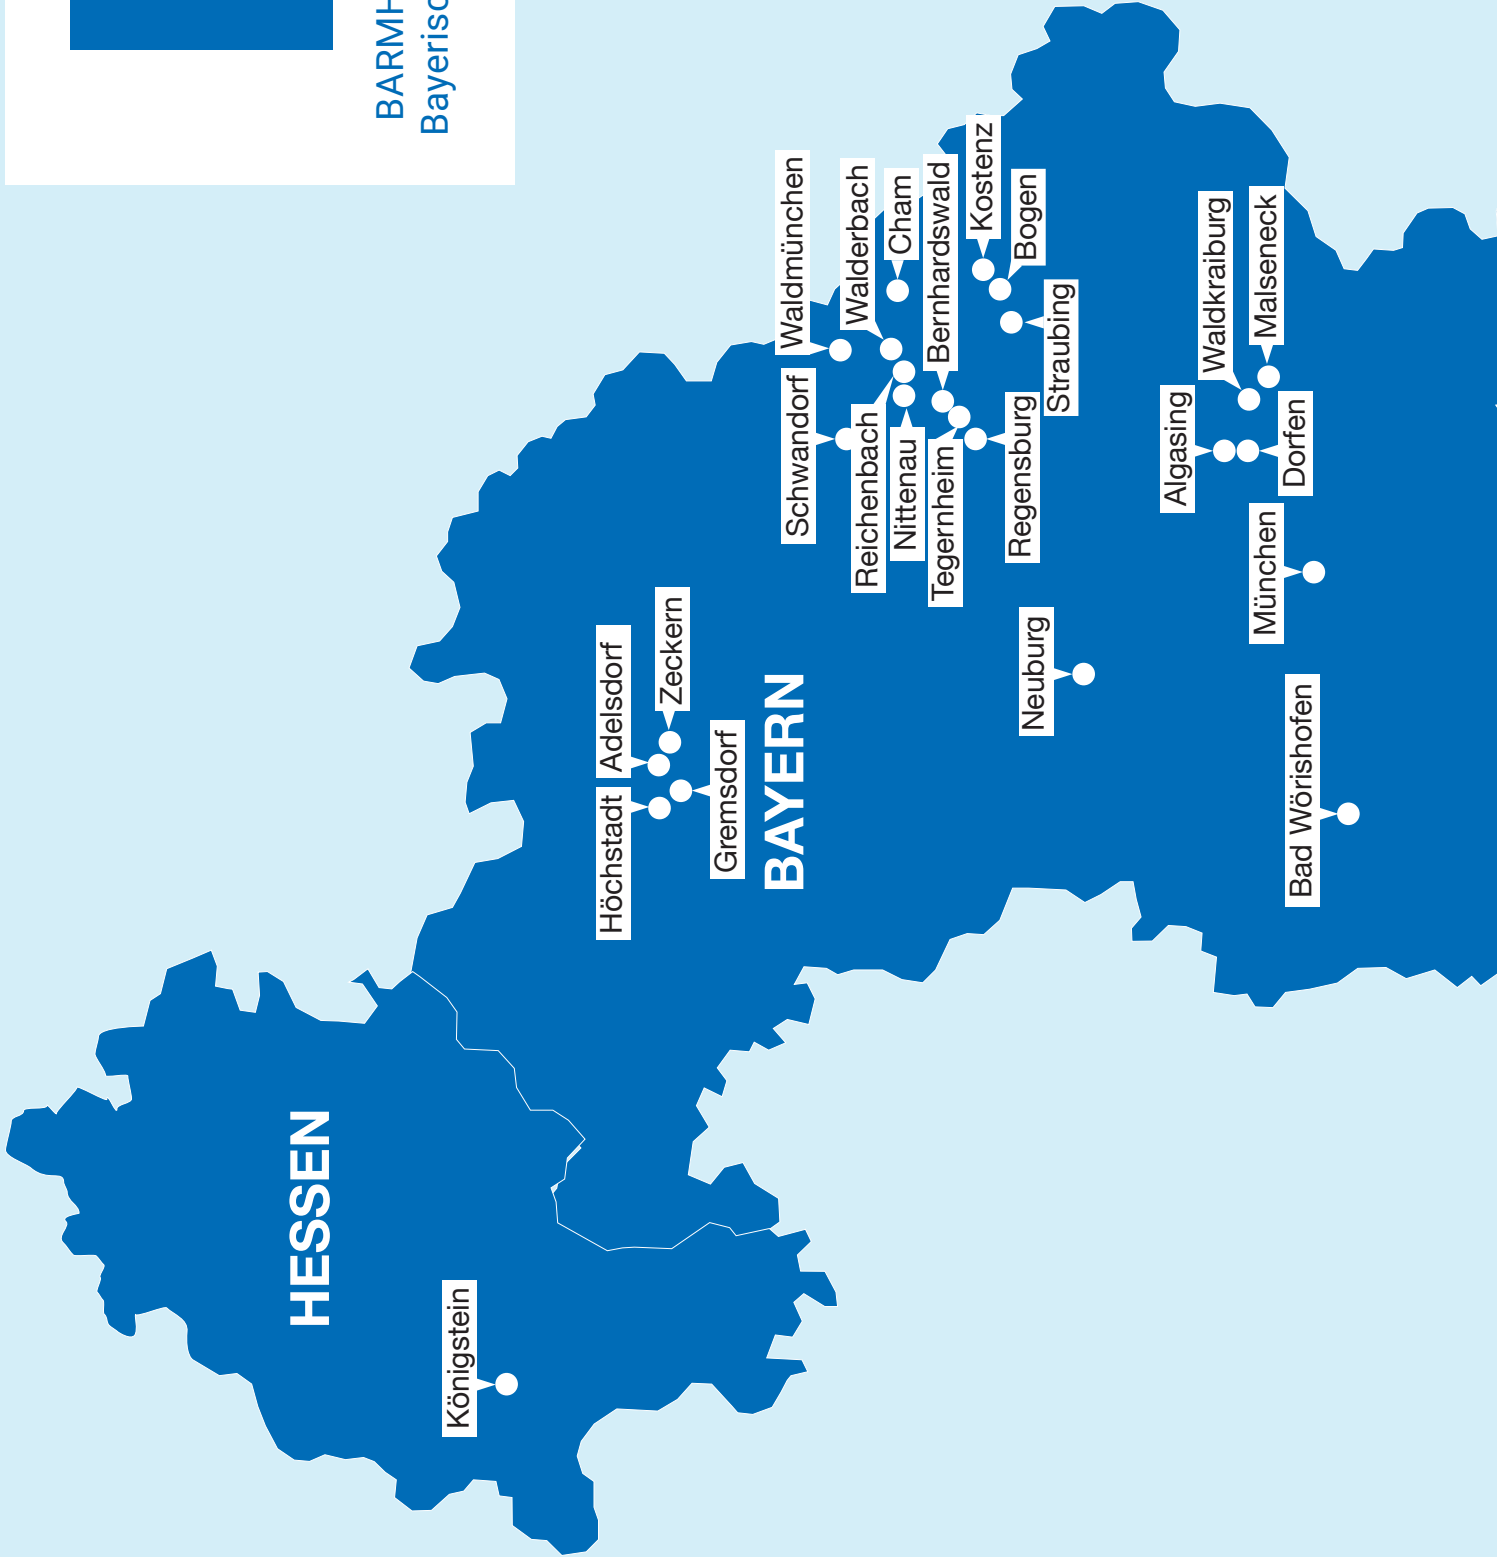 BARMH
Bayerisc
HESSEN
Königstein
Höchstadt
Adelsdorf
Zeckern
Gremsdorf
BAYERN
Schwandorf
Waldmünchen
Walderbach
Cham
Reichenbach
Nittenau
Bernhardswald
Tegernheim
Kostenz
Bogen
Regensburg
Straubing
Neuburg
Algasing
Waldkraiburg
Malseneck
Dorfen
München
Bad Wörishofen